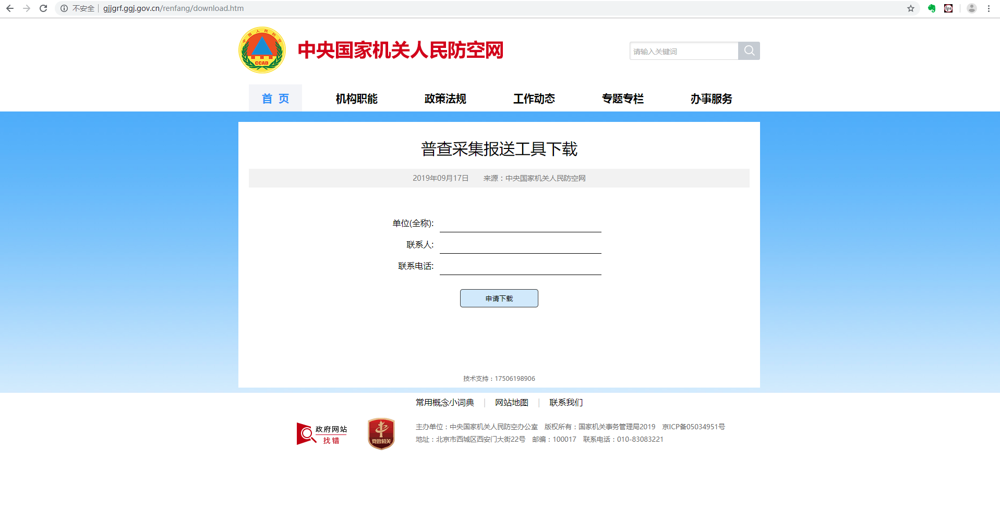 不安全 gjjgrf.ggj.gov.cn/renfang/download.htm
fps
中国人民防空
CCAD
中央国家机关人民防空网
请输入关键词
首 页 机构职能 政策法规 工作动态 专题专栏 办事服务
普查采集报送工具下载
2019年09月17日 来源：中央国家机关人民防空网
单位(全称):
联系人:
联系电话:
申请下载
技术支持：17506198906
常用概念小词典 | 网站地图 | 联系我们
政府网站
找错
党政机关
主办单位：中央国家机关人民防空办公室 版权所有：国家机关事务管理局2019 京ICP备05034951号
地址：北京市西城区西安门大街22号 邮编：100017 联系电话：010-83083221